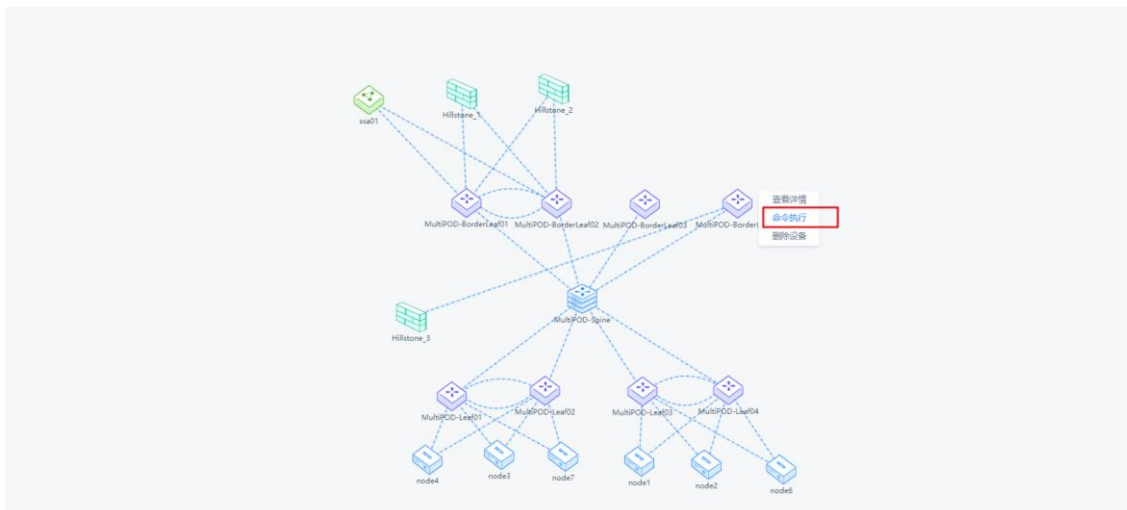 ssa01
Hillstone_1
Hillstone_2
查看详情
命令执行
删除设备
MultiPOD-BorderLeaf01
MultiPOD-BorderLeaf02
MultiPOD-BorderLeaf03
MultiPOD-BorderL
MultiPOD-Spine
Hillstone_3
MultiPOD-Leaf01
MultiPOD-Leaf02
MultiPOD-Leaf03
MultiPOD-Leaf04
node4
node3
node7
node1
node2
node6